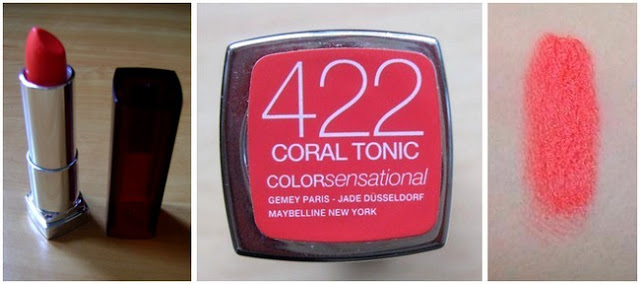 422
CORAL TONIC
COLORsensational
GEMEY PARIS - JADE DÜSSELDORF
MAYBELLINE NEW YORK